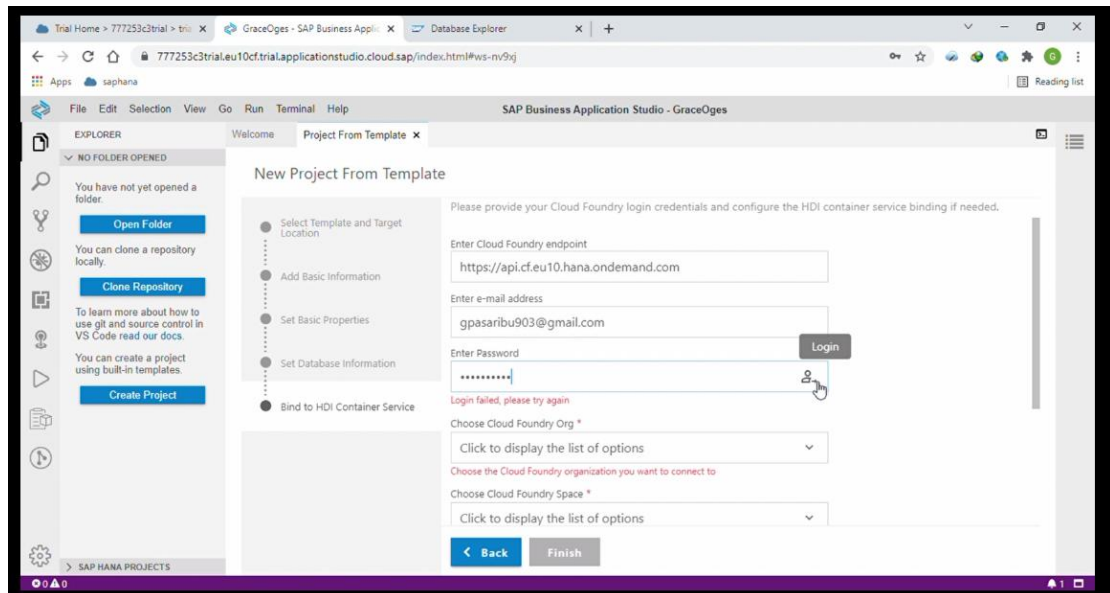 Trial Home > 777253c3trial > tria
GraceOges - SAP Business Applic
Database Explorer
777253c3trial.eu10cf.trial.applicationstudio.cloud.sap/index.html#ws-nv9xj
G
Apps
saphana
Reading list
File Edit Selection View Go Run Terminal Help
SAP Business Application Studio - GraceOges
EXPLORER
Welcome
Project From Template
NO FOLDER OPENED
You have not yet opened a
folder.
Open Folder
You can clone a repository
locally.
Clone Repository
To learn more about how to
use git and source control in
VS Code read our docs.
You can create a project
using built-in templates.
Create Project
SAP HANA PROJECTS
New Project From Template
Select Template and Target
Location
Add Basic Information
Set Basic Properties
Set Database Information
Bind to HDI Container Service
Please provide your Cloud Foundry login credentials and configure the HDI container service binding if needed.
Enter Cloud Foundry endpoint
https://api.cf.eu10.hana.ondemand.com
Enter e-mail address
gpasaribu903@gmail.com
Login
Enter Password
••••••••••
Login failed, please try again
Choose Cloud Foundry Org *
Click to display the list of options
Choose the Cloud Foundry organization you want to connect to
Choose Cloud Foundry Space *
Click to display the list of options
< Back
Finish
0 0
1